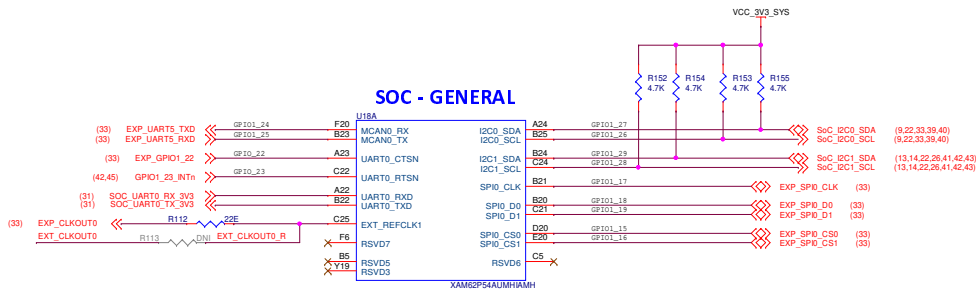 VCC_3V3_SYS
R152 R154 R153 R155
4.7K 4.7K 4.7K 4.7K
SOC - GENERAL
U18A
(33) EXP_UART5_TXD GPIO1_24 F20 MCAN0_RX I2C0_SDA A24 GPIO1_27 SoC_I2C0_SDA (9,22,33,39,40)
(33) EXP_UART5_RXD GPIO1_25 B23 MCAN0_TX I2C0_SCL B25 GPIO1_26 SoC_I2C0_SCL (9,22,33,39,40)
(33) EXP_GPIO1_22 GPIO_22 A23 UART0_CTSN I2C1_SDA B24 GPIO1_29 SoC_I2C1_SDA (13,14,22,26,41,42,43)
I2C1_SCL C24 GPIO1_28 SoC_I2C1_SCL (13,14,22,26,41,42,43)
(42,45) GPIO1_23_INTn GPIO_23 C22 UART0_RTSN
SPI0_CLK B21 GPIO1_17 EXP_SPI0_CLK (33)
(31) SOC_UART0_RX_3V3 A22 UART0_RXD
(31) SOC_UART0_TX_3V3 B22 UART0_TXD SPI0_D0 B20 GPIO1_18 EXP_SPI0_D0 (33)
SPI0_D1 C21 GPIO1_19 EXP_SPI0_D1 (33)
(33) EXP_CLKOUT0 R112 22E C25 EXT_REFCLK1
EXT_CLKOUT0 R113 DNI EXT_CLKOUT0_R SPI0_CS0 D20 GPIO1_15 EXP_SPI0_CS0 (33)
F6 RSVD7 SPI0_CS1 E20 GPIO1_16 EXP_SPI0_CS1 (33)
B5 RSVD5 RSVD6 C5
Y19 RSVD3
XAM62P54AUMHIAMH